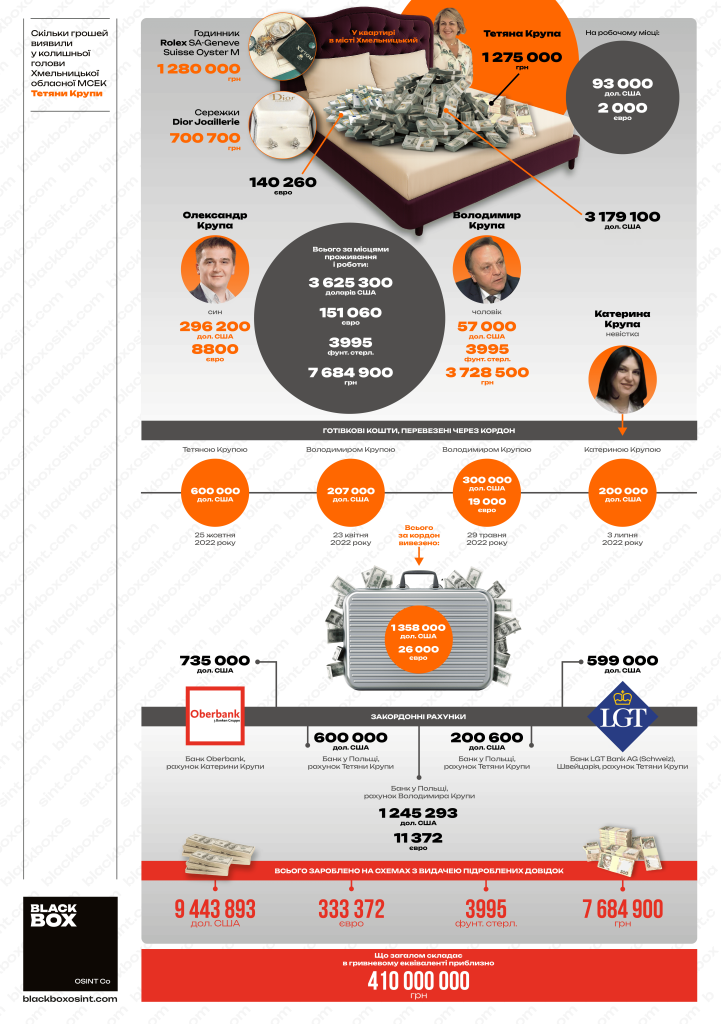 Скільки грошей
виявили
у колишньої
голови
Хмельницької
обласної МСЕК
Тетяни Крупи
Годинник
Rolex SA-Geneve
Suisse Oyster M
1 280 000
грн
У квартирі
в місті Хмельницький
Тетяна Крупа
1 275 000
грн
На робочому місці:
93 000
дол. США
2 000
євро
Сережки
Dior Joaillerie
700 700
грн
Dior
140 260
євро
3 179 100
дол. США
Олександр
Крупа
син
296 200
дол. США
8800
євро
Всього за місцями
проживання
і роботи:
3 625 300
доларів США
151 060
євро
3995
фунт. стерл.
7 684 900
грн
Володимир
Крупа
чоловік
57 000
дол. США
3995
фунт. стерл.
3 728 500
грн
Катерина
Крупа
невістка
ГОТІВКОВІ КОШТИ, ПЕРЕВЕЗЕНІ ЧЕРЕЗ КОРДОН
Тетяною Крупою
600 000
дол. США
25 жовтня
2022 року
Володимиром Крупою
207 000
дол. США
23 квітня
2022 року
Володимиром Крупою
300 000
дол. США
19 000
євро
29 травня
2022 року
Катериною Крупою
200 000
дол. США
3 липня
2022 року
Всього
за кордон
вивезено:
1 358 000
дол. США
26 000
євро
735 000
дол. США
599 000
дол. США
ЗАКОРДОННІ РАХУНКИ
Oberbank
LGT
Банк Oberbank,
рахунок Катерини Крупи
600 000
дол. США
Банк у Польщі,
рахунок Тетяни Крупи
200 600
дол. США
Банк у Польщі,
рахунок Тетяни Крупи
Банк LGT Bank AG (Schweiz),
Швейцарія, рахунок Тетяни Крупи
Банк у Польщі,
рахунок Володимира Крупи
1 245 293
дол. США
11 372
євро
ВСЬОГО ЗАРОБЛЕНО НА СХЕМАХ З ВИДАЧЕЮ ПІДРОБЛЕНИХ ДОВІДОК
9 443 893
дол. США
333 372
євро
3995
фунт. стерл.
7 684 900
грн
Що загалом складає
в гривневому еквіваленті приблизно
410 000 000
грн
BLACK
BOX
OSINT Co
blackboxosint.com